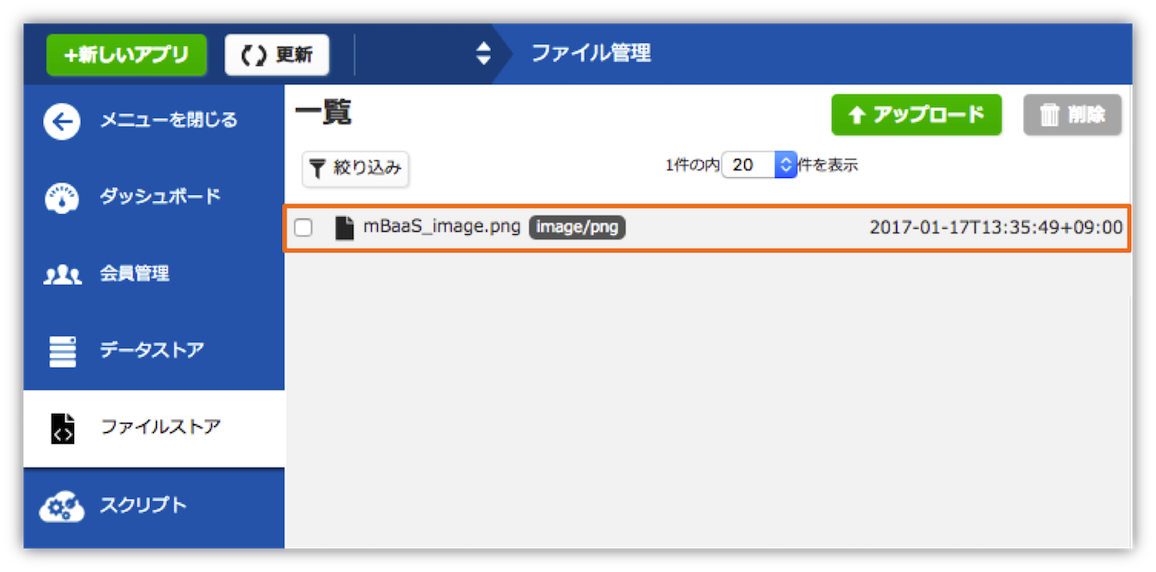 +新しいアプリ
更新
ファイル管理
メニューを閉じる
ダッシュボード
会員管理
データストア
ファイルストア
スクリプト
一覧
アップロード
削除
絞り込み
1件の内 20 件を表示
mBaaS_image.png image/png 2017-01-17T13:35:49+09:00